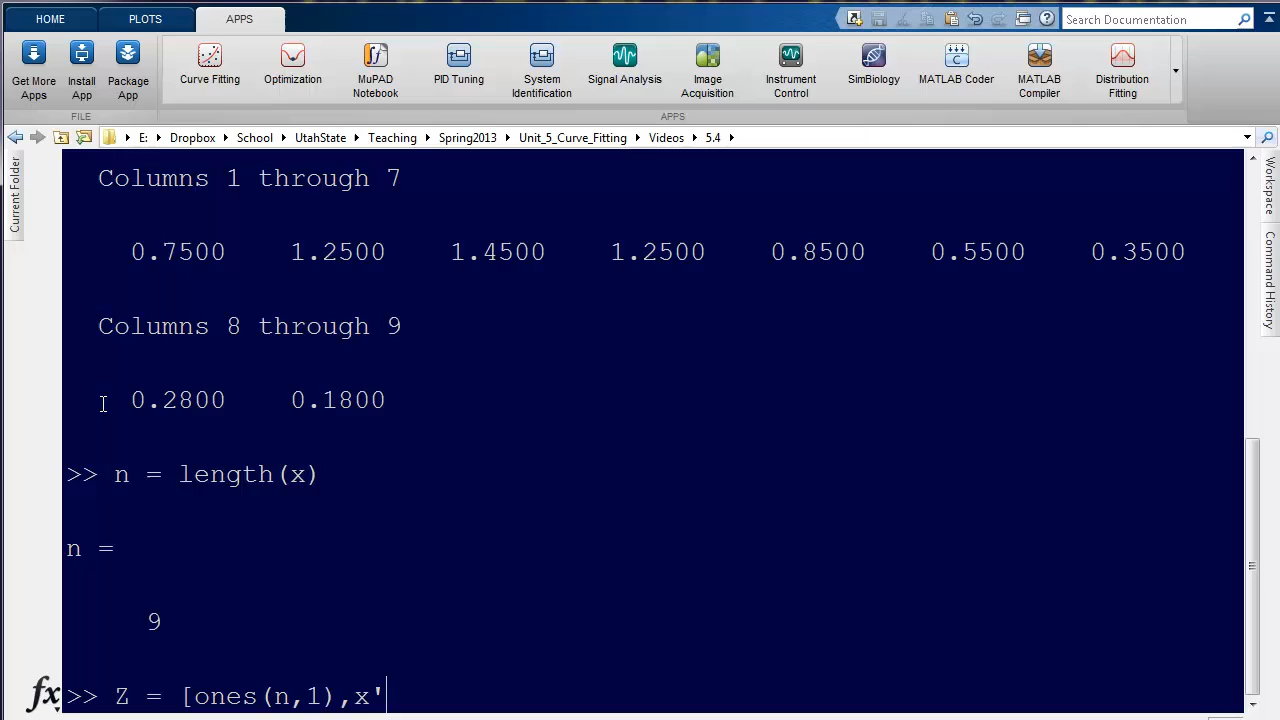 HOME PLOTS APPS
Search Documentation
Get More Apps
Install App
Package App
Curve Fitting
Optimization
MuPAD Notebook
PID Tuning
System Identification
Signal Analysis
Image Acquisition
Instrument Control
SimBiology
MATLAB Coder
MATLAB Compiler
Distribution Fitting
FILE
APPS
E: Dropbox School UtahState Teaching Spring2013 Unit_5_Curve_Fitting Videos 5.4
Current Folder
Workspace
Command History
Columns 1 through 7
0.7500 1.2500 1.4500 1.2500 0.8500 0.5500 0.3500
Columns 8 through 9
0.2800 0.1800
>> n = length(x)
n =
9
fx >> Z = [ones(n,1),x'